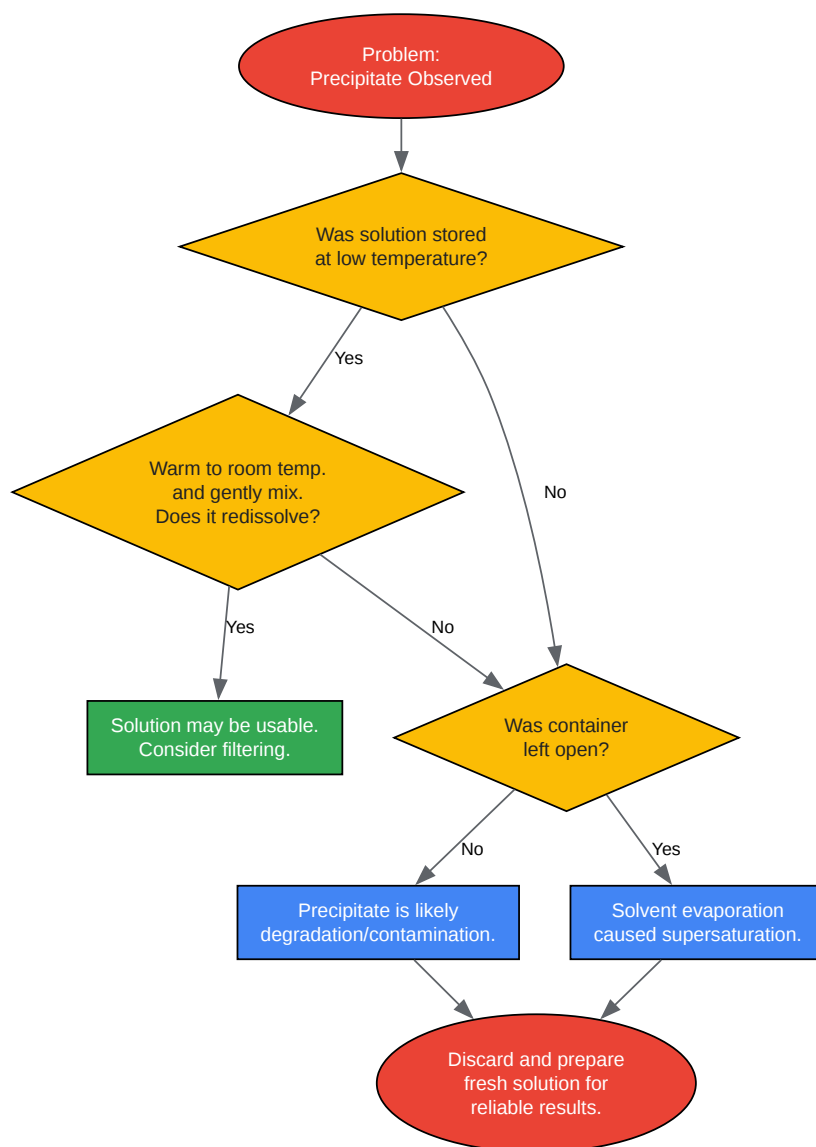 Problem:
Precipitate Observed
Was solution stored
at low temperature?
Yes
Warm to room temp.
and gently mix.
Does it redissolve?
No
Yes
No
Solution may be usable.
Consider filtering.
Was container
left open?
No
Yes
Precipitate is likely
degradation/contamination.
Solvent evaporation
caused supersaturation.
Discard and prepare
fresh solution for
reliable results.